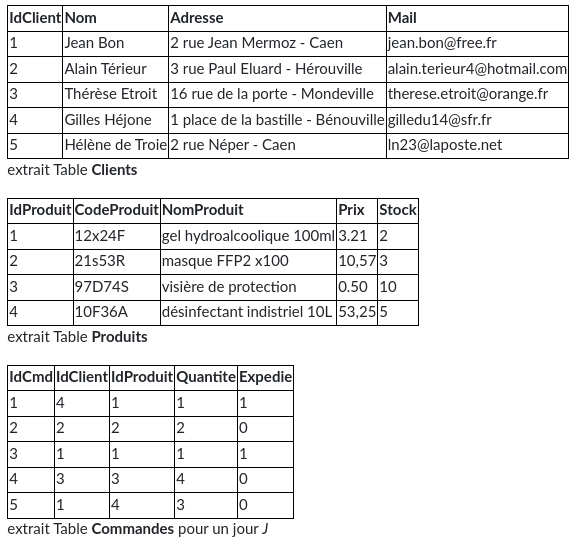 IdClient Nom Adresse Mail
1 Jean Bon 2 rue Jean Mermoz - Caen jean.bon@free.fr
2 Alain Térieur 3 rue Paul Eluard - Hérouville alain.terieur4@hotmail.com
3 Thérèse Etroit 16 rue de la porte - Mondeville therese.etroit@orange.fr
4 Gilles Héjone 1 place de la bastille - Bénouville gilledu14@sfr.fr
5 Hélène de Troie 2 rue Néper - Caen ln23@laposte.net
extrait Table Clients
IdProduit CodeProduit NomProduit Prix Stock
1 12x24F gel hydroalcoolique 100ml 3.21 2
2 21s53R masque FFP2 x100 10,57 3
3 97D74S visière de protection 0.50 10
4 10F36A désinfectant indistriel 10L 53,25 5
extrait Table Produits
IdCmd IdClient IdProduit Quantite Expedie
1 4 1 1 1
2 2 2 2 0
3 1 1 1 1
4 3 3 4 0
5 1 4 3 0
extrait Table Commandes pour un jour J